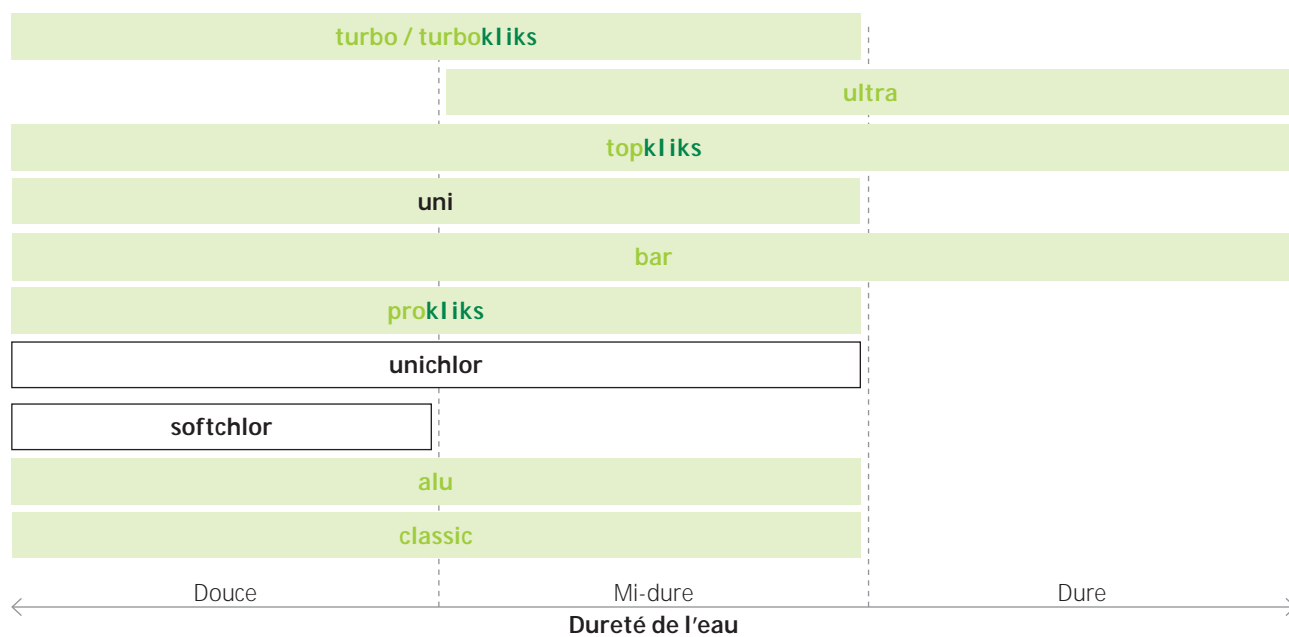 turbo / turbokliks
ultra
topkliks
uni
bar
prokliks
unichlor
softchlor
alu
classic
Douce Mi-dure Dure
Dureté de l'eau